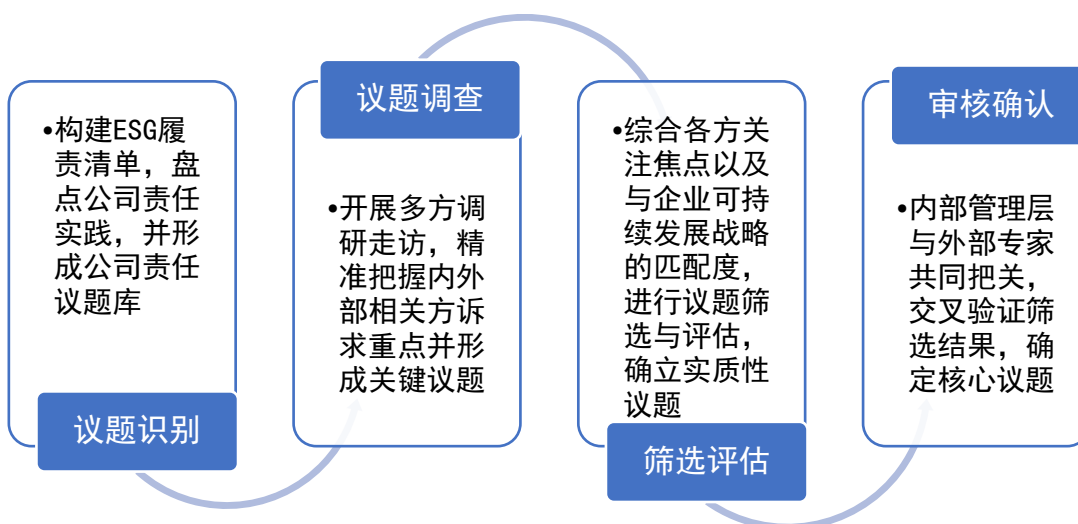 •构建ESG履
责清单，盘
点公司责任
实践，并形
成公司责任
议题库
议题识别
议题调查
•开展多方调
研走访，精
准把握内外
部相关方诉
求重点并形
成关键议题
•综合各方关
注焦点以及
与企业可持
续发展战略
的匹配度，
进行议题筛
选与评估，
确立实质性
议题
筛选评估
审核确认
•内部管理层
与外部专家
共同把关，
交叉验证筛
选结果，确
定核心议题